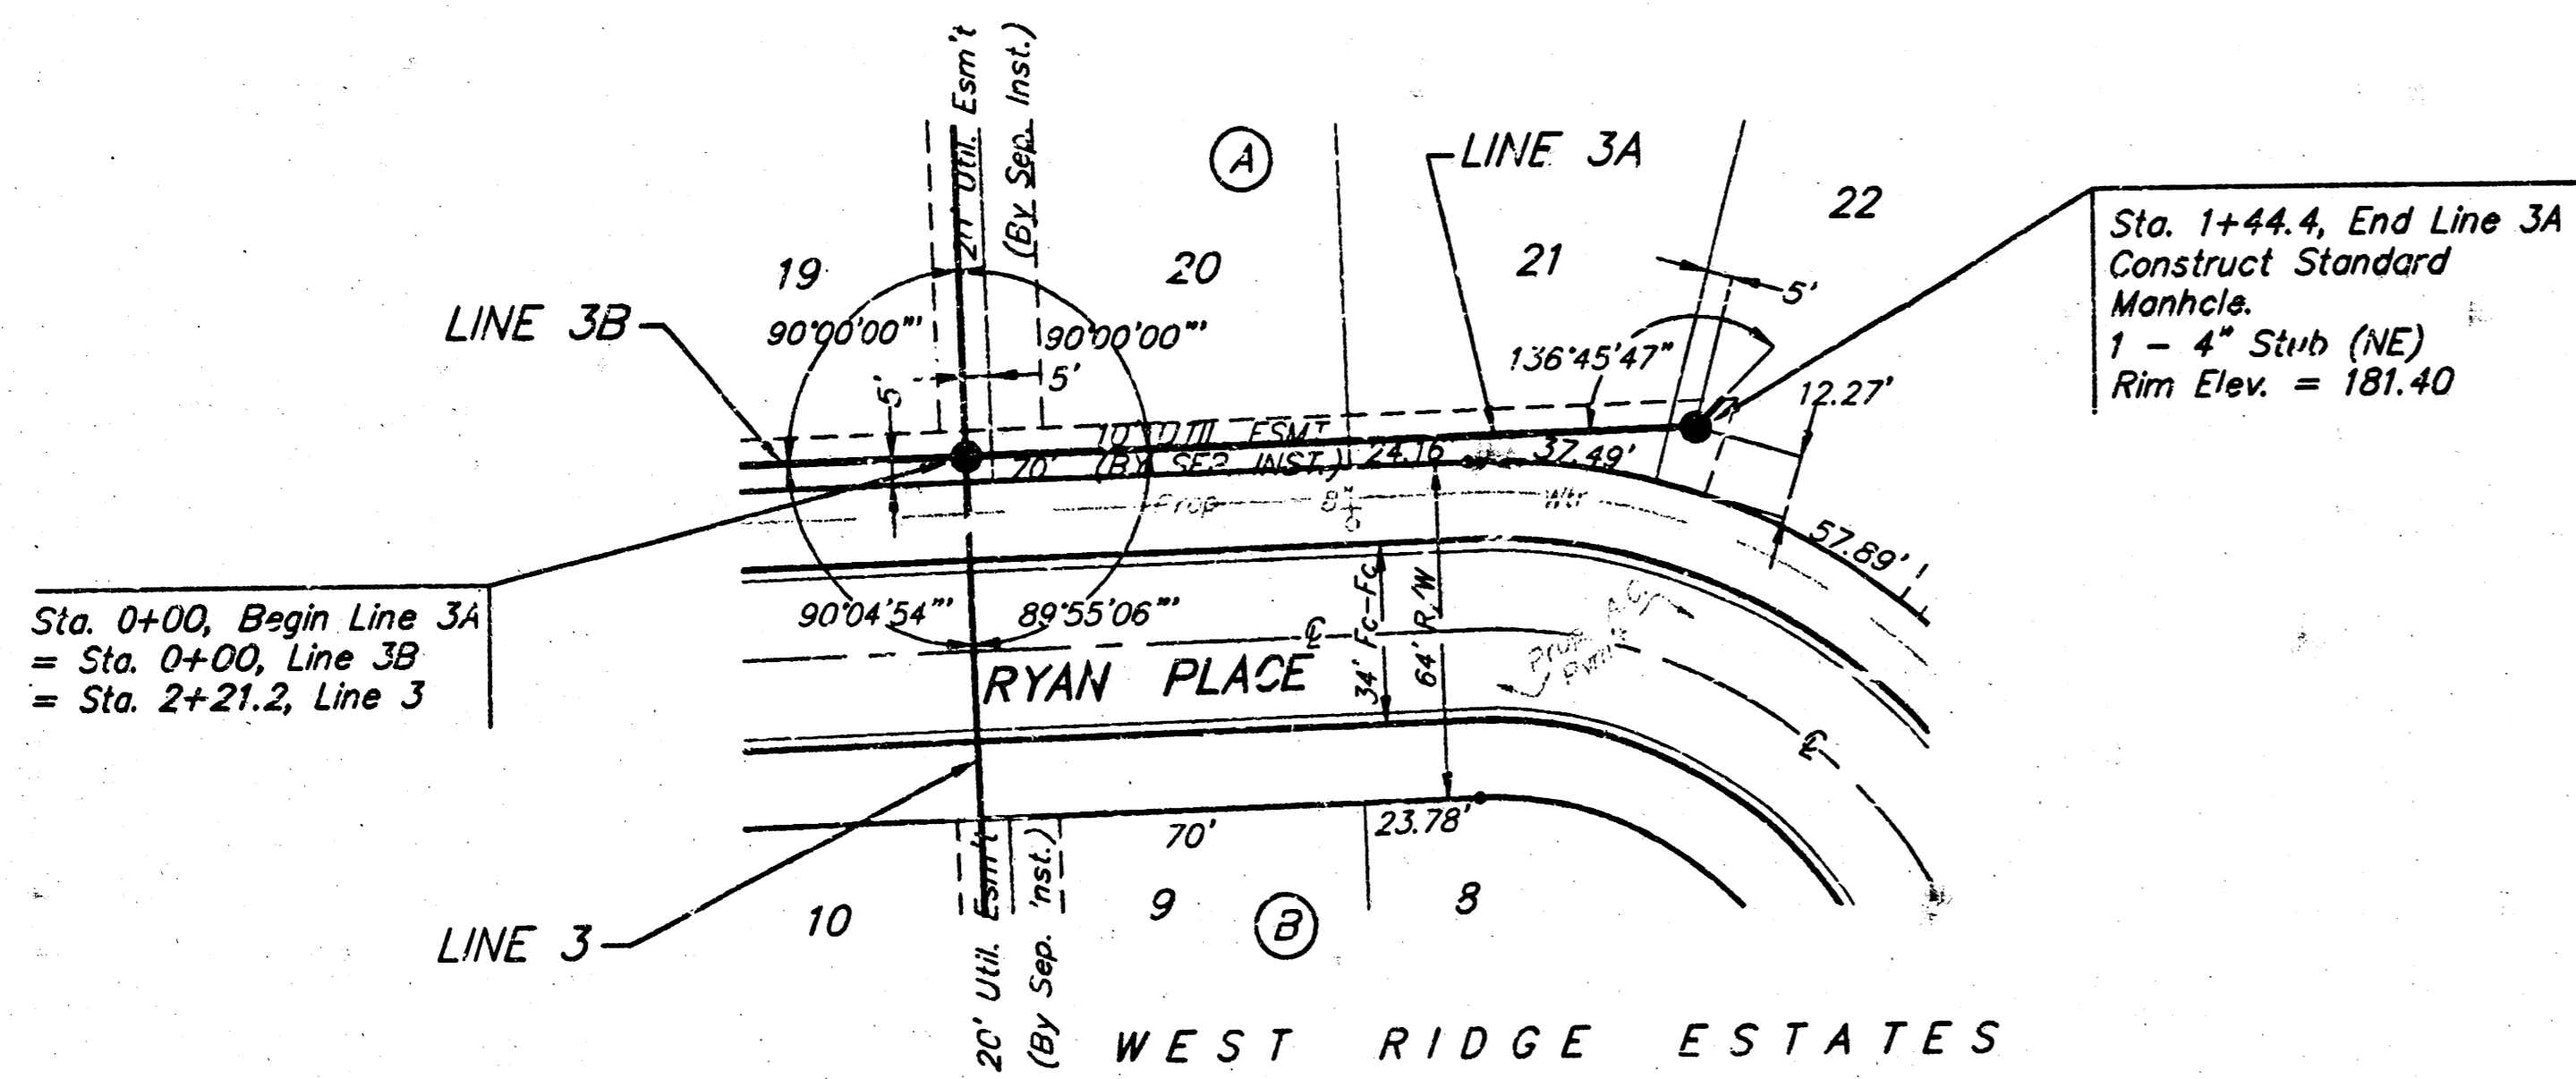 20' Util. Esm't
(By Sep. Inst.)
A
LINE 3A
22
Sta. 1+44.4, End Line 3A
Construct Standard
Manhole.
1 - 4" Stub (NE)
Rim Elev. = 181.40
19
20
21
5'
LINE 3B
90°00'00"'
90°00'00"'
136°45'47"
5'
5'
12.27'
10' UTIL ESMT
(BY SEP. INST.)
70'
24.16
37.49'
Prop 8" Wtr
57.89'
Sta. 0+00, Begin Line 3A
= Sta. 0+00, Line 3B
= Sta. 2+21.2, Line 3
90°04'54"'
89°55'06"'
RYAN PLACE
34' Fc-Fc
64' R/W
Prop. A.C.
Pvm't
70'
23.78'
10
9
8
B
LINE 3
20' Util. Esm't
(By Sep. Inst.)
WEST RIDGE ESTATES